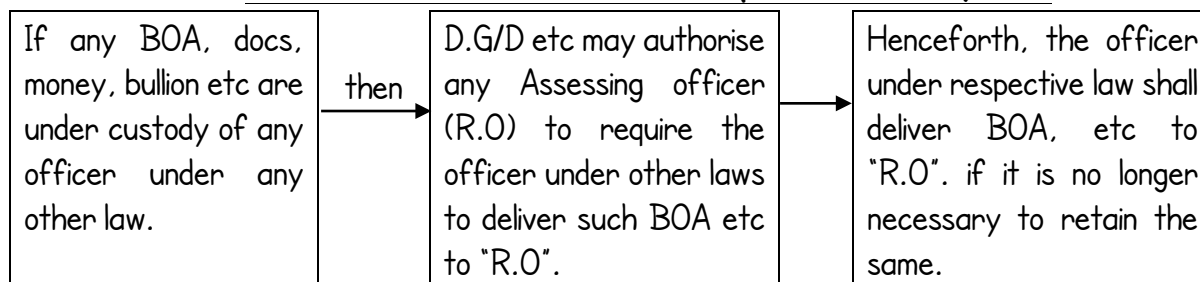 If any BOA, docs,
money, bullion etc are
under custody of any
officer under any
other law.
then
D.G/D etc may authorise
any Assessing officer
(R.O) to require the
officer under other laws
to deliver such BOA etc
to "R.O".
Henceforth, the officer
under respective law shall
deliver BOA, etc to
"R.O". if it is no longer
necessary to retain the
same.